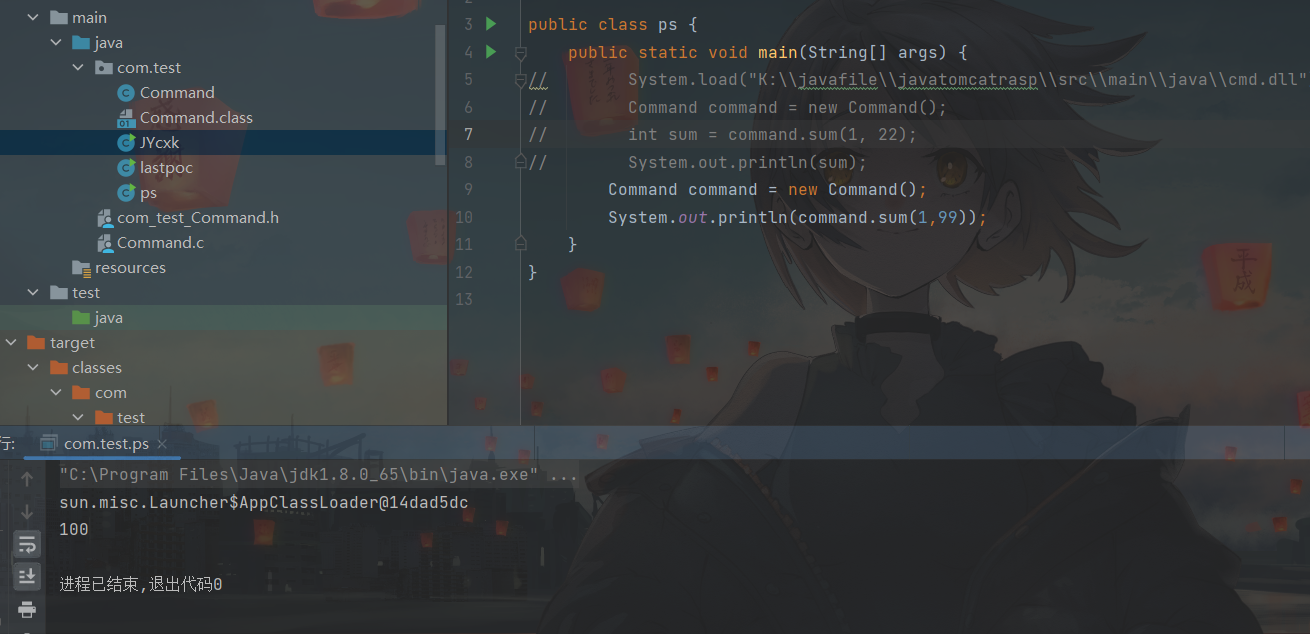 main
java
com.test
Command
Command.class
JYcxk
lastpoc
ps
com_test_Command.h
Command.c
resources
test
java
target
classes
com
test
3 public class ps {
4 public static void main(String[] args) {
5 // System.load("K:\\javafile\\javatomcatrasp\\src\\main\\java\\cmd.dll"
6 // Command command = new Command();
7 // int sum = command.sum(1, 22);
8 // System.out.println(sum);
9 Command command = new Command();
10 System.out.println(command.sum(1,99));
11 }
12 }
13
行: com.test.ps ×
"C:\Program Files\Java\jdk1.8.0_65\bin\java.exe" ...
sun.misc.Launcher$AppClassLoader@14dad5dc
100
进程已结束,退出代码0